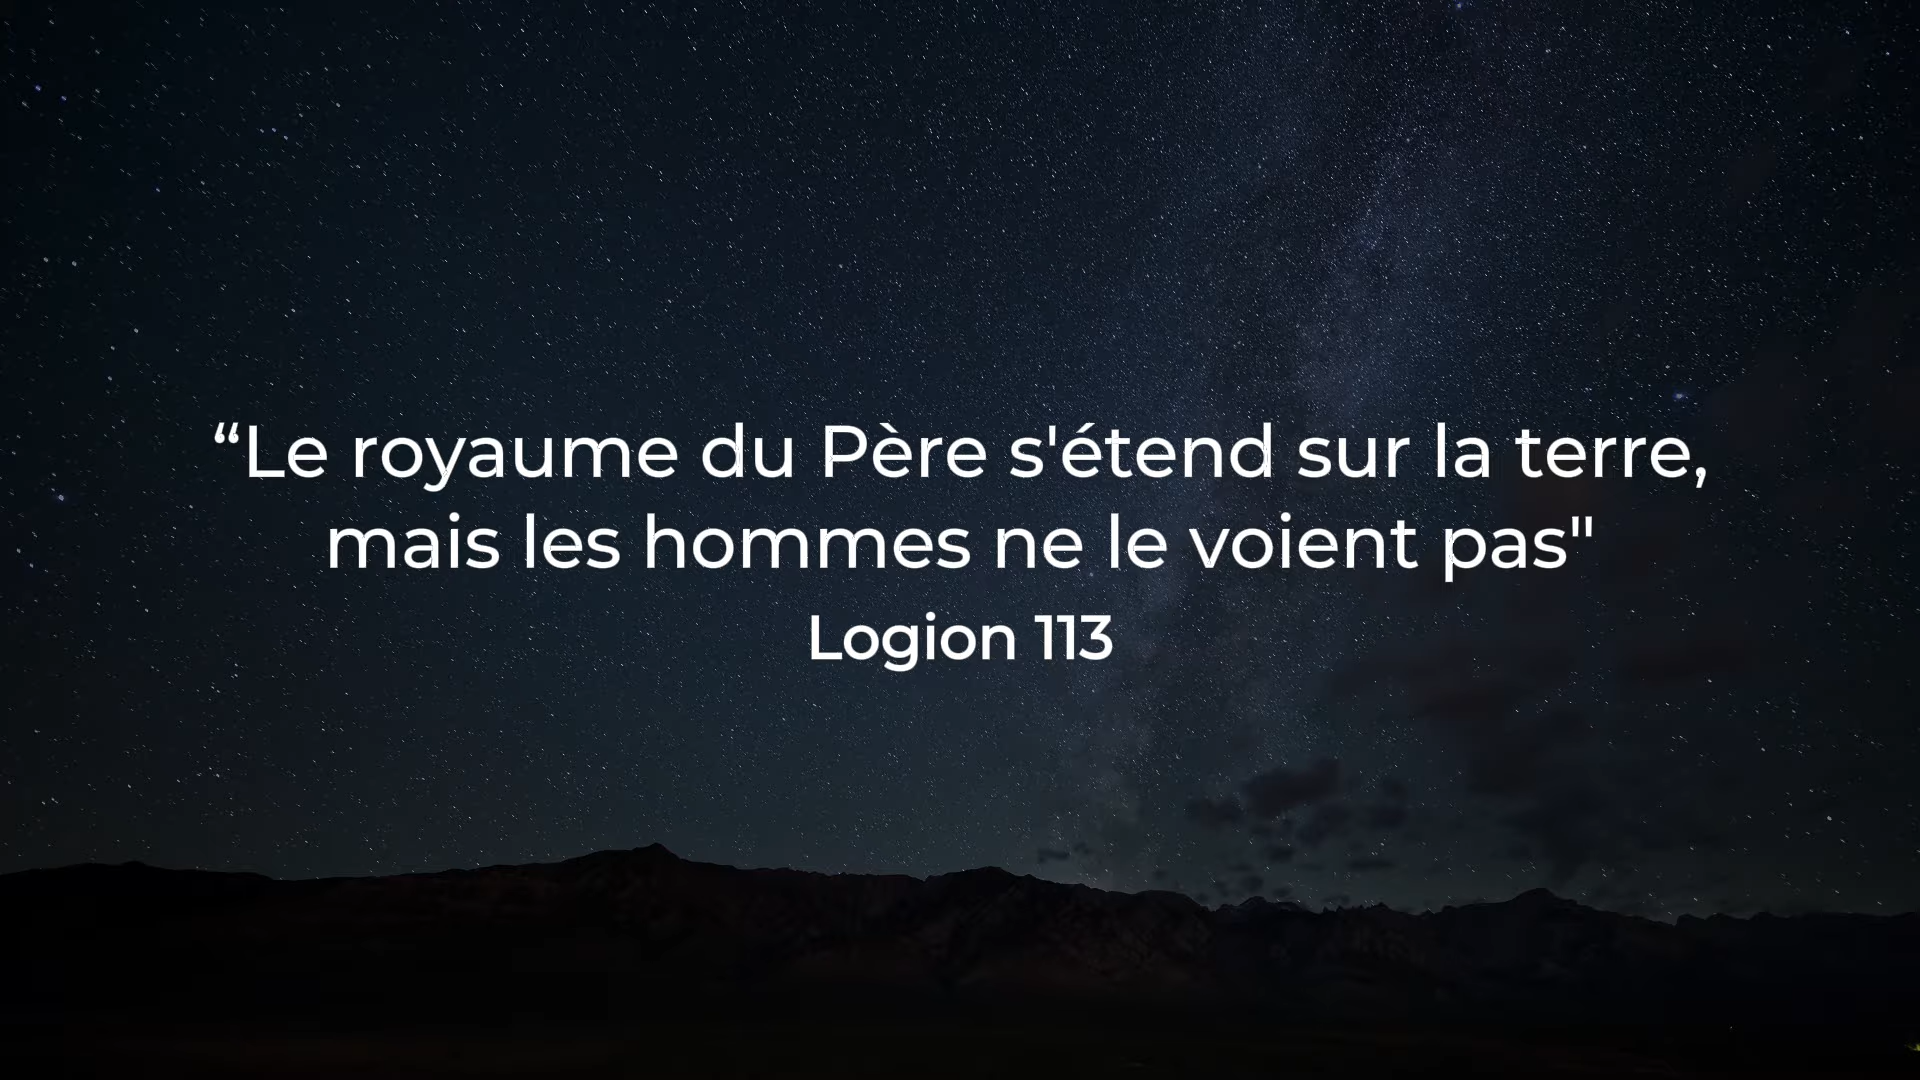 “Le royaume du Père s'étend sur la terre,
mais les hommes ne le voient pas"
Logion 113